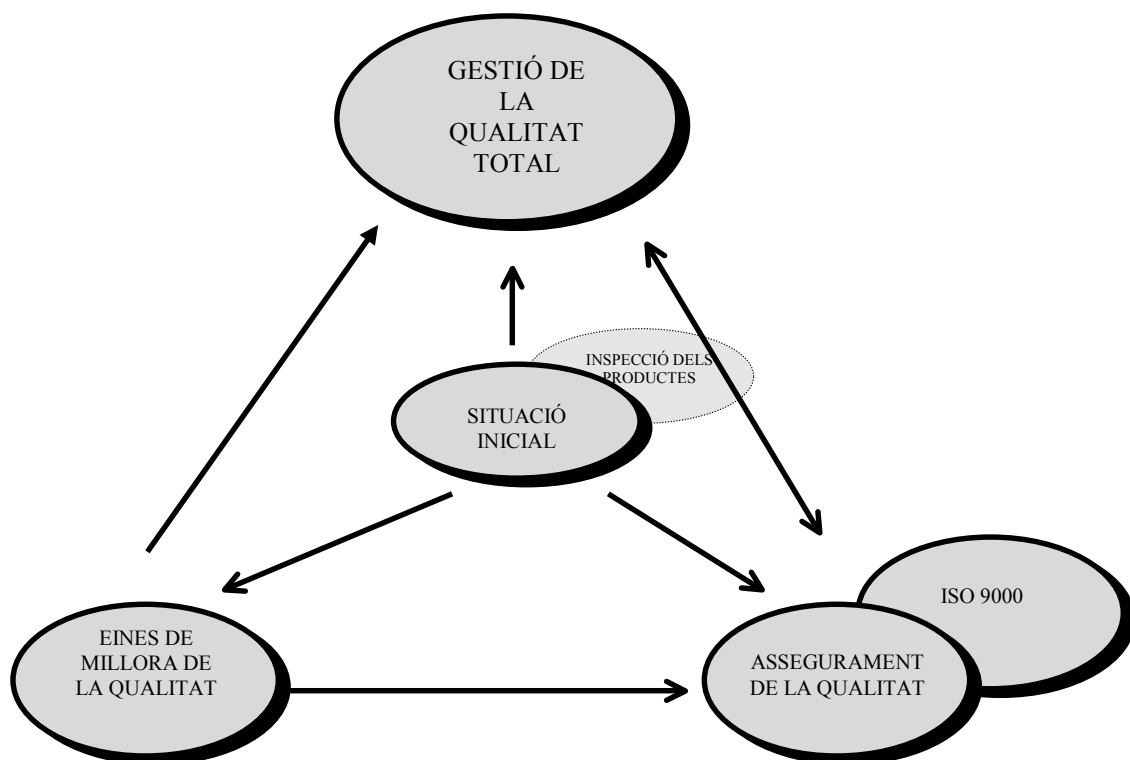 GESTIÓ DE
LA
QUALITAT
TOTAL
INSPECCIÓ DELS
PRODUCTES
SITUACIÓ
INICIAL
ISO 9000
EINES DE
MILLORA DE
LA QUALITAT
ASSEGURAMENT
DE LA QUALITAT